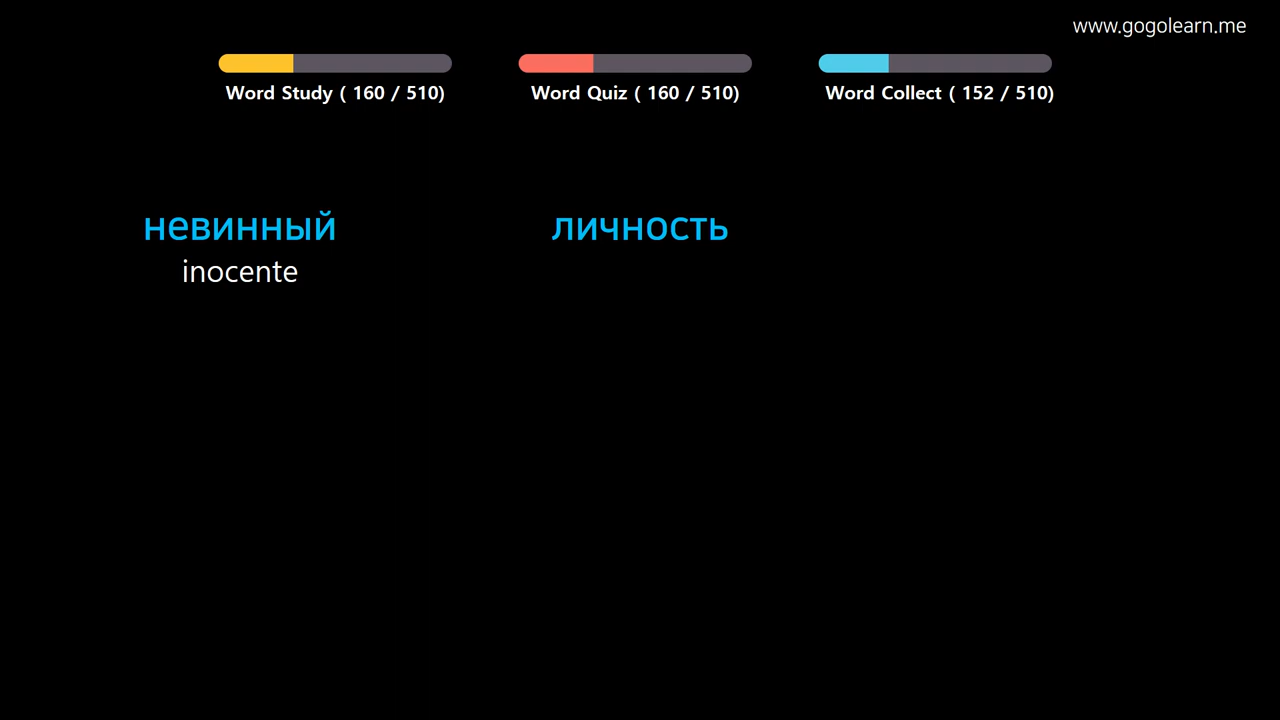 www.gogolearn.me
Word Study ( 160 / 510)
Word Quiz ( 160 / 510)
Word Collect ( 152 / 510)
невинный
inocente
личность